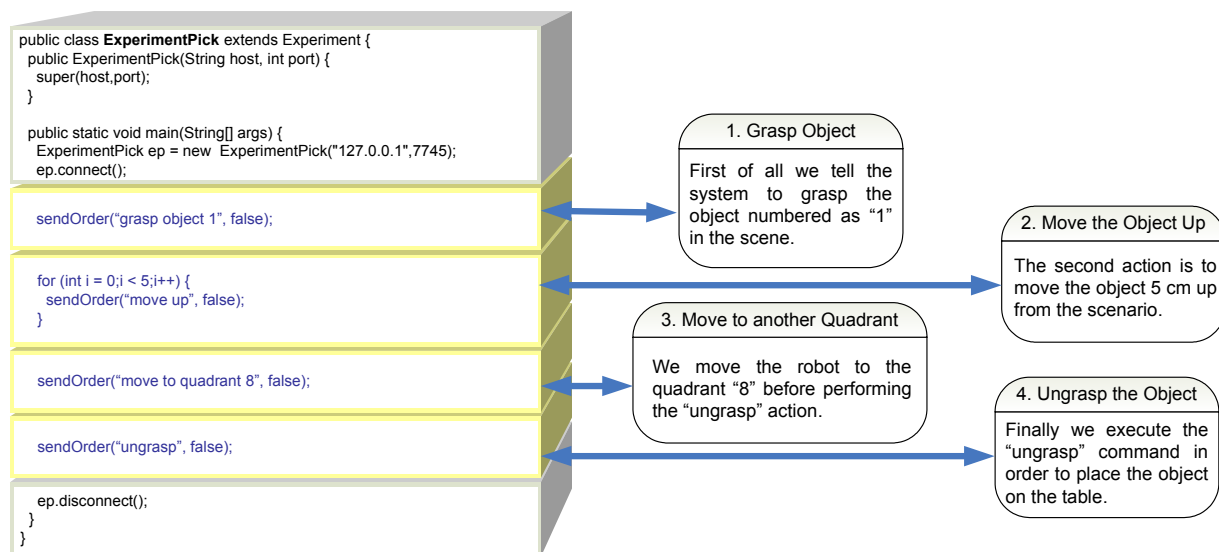 public class ExperimentPick extends Experiment {
public ExperimentPick(String host, int port) {
super(host,port);
}
public static void main(String[] args) {
ExperimentPick ep = new ExperimentPick("127.0.0.1",7745);
ep.connect();
sendOrder(“grasp object 1”, false);
for (int i = 0;i < 5;i++) {
sendOrder(“move up”, false);
}
sendOrder(“move to quadrant 8”, false);
sendOrder(“ungrasp”, false);
ep.disconnect();
}
}
1. Grasp Object
First of all we tell the
system to grasp the
object numbered as “1”
in the scene.
2. Move the Object Up
The second action is to
move the object 5 cm up
from the scenario.
3. Move to another Quadrant
We move the robot to the
quadrant “8” before performing
the “ungrasp” action.
4. Ungrasp the Object
Finally we execute the
“ungrasp” command in
order to place the object
on the table.